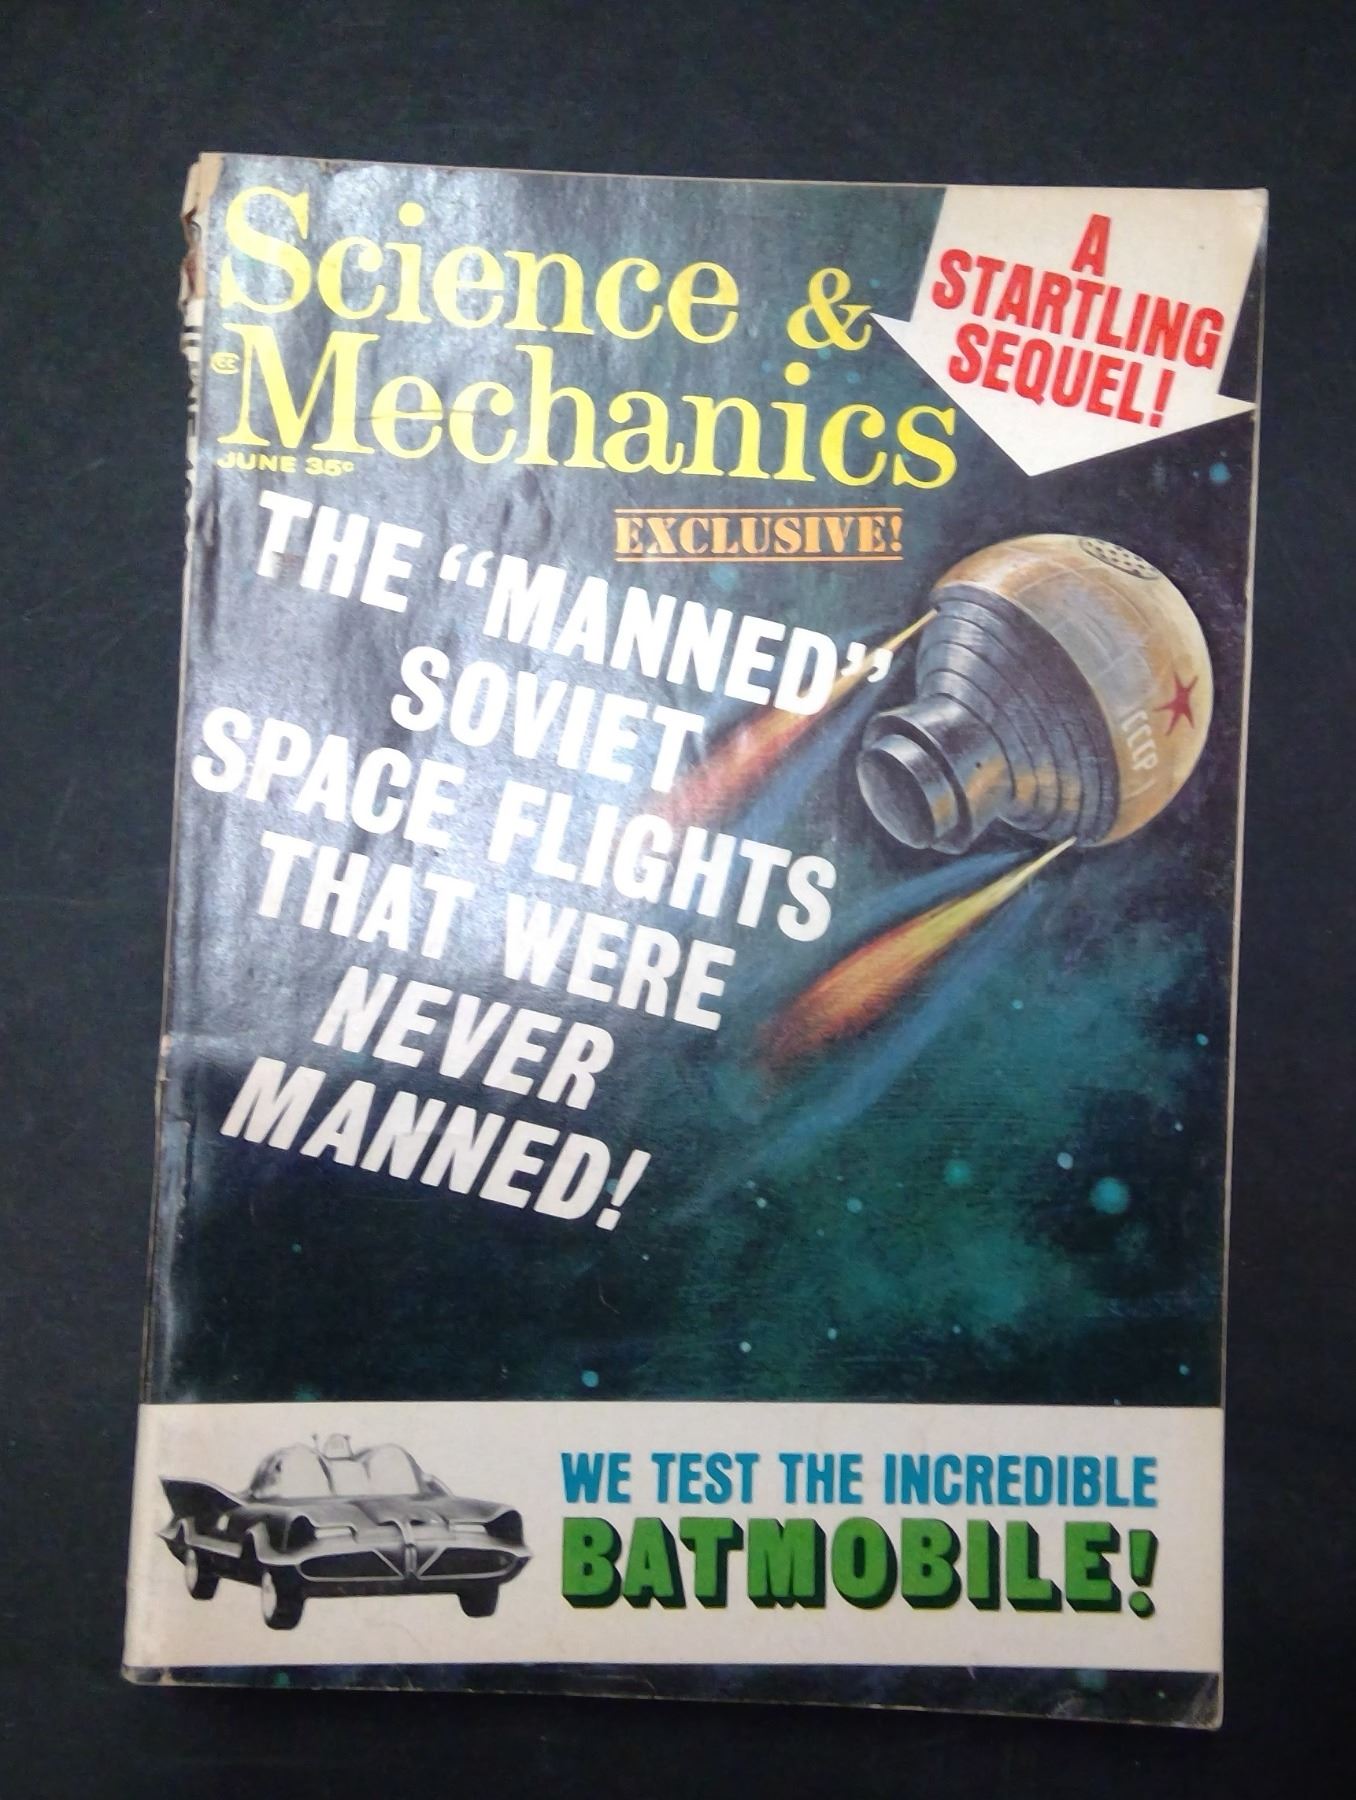 Science &
Mechanics
CC
JUNE 35¢
A
STARTLING
SEQUEL!
EXCLUSIVE!
THE “MANNED”
SOVIET
SPACE FLIGHTS
THAT WERE
NEVER
MANNED!
CCCP
WE TEST THE INCREDIBLE
BATMOBILE!